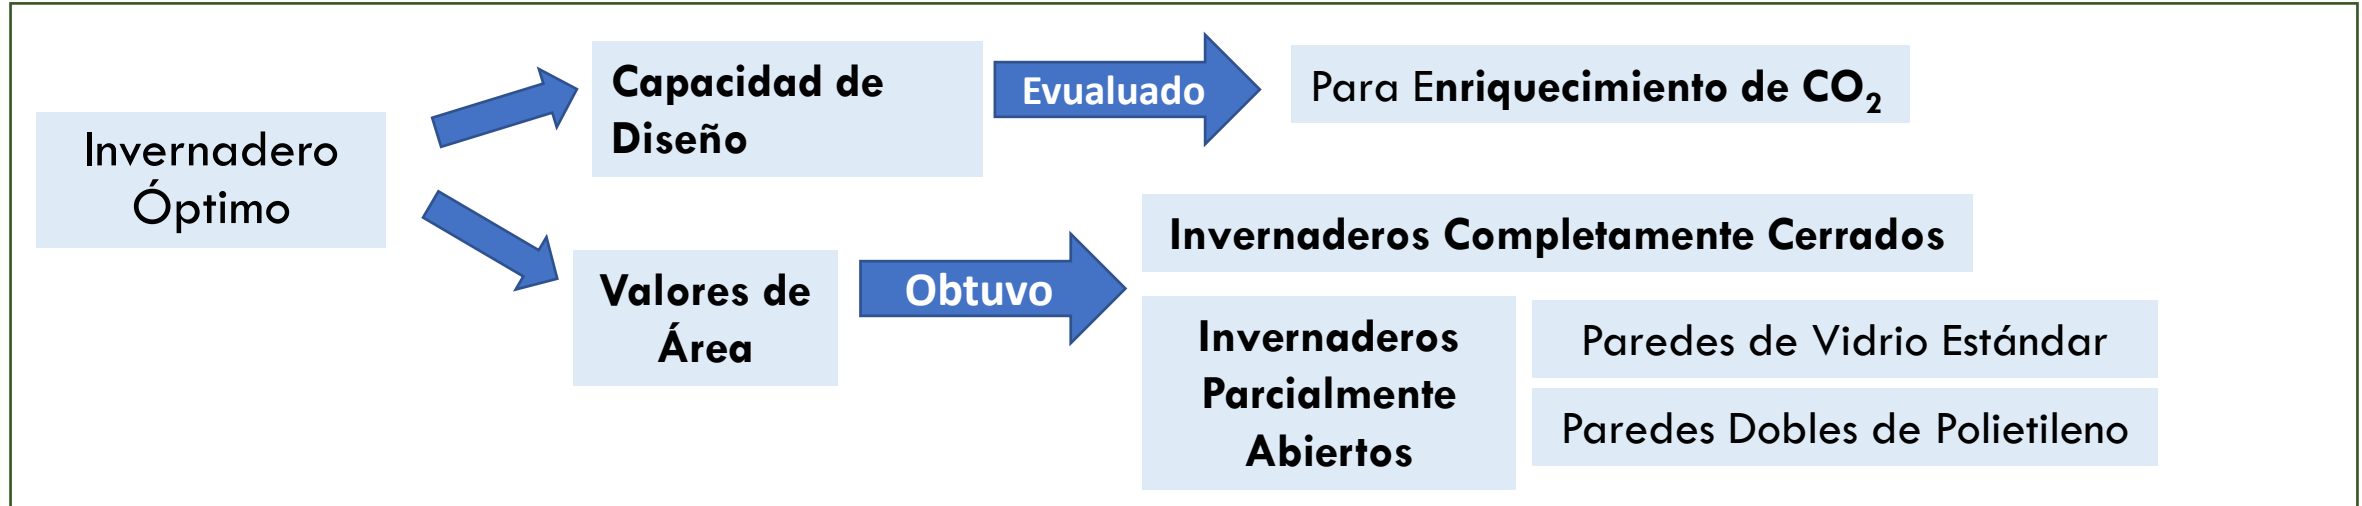 Invernadero
Óptimo
Capacidad de
Diseño
Evualuado
Para Enriquecimiento de CO₂
Valores de
Área
Obtuvo
Invernaderos Completamente Cerrados
Invernaderos
Parcialmente
Abiertos
Paredes de Vidrio Estándar
Paredes Dobles de Polietileno